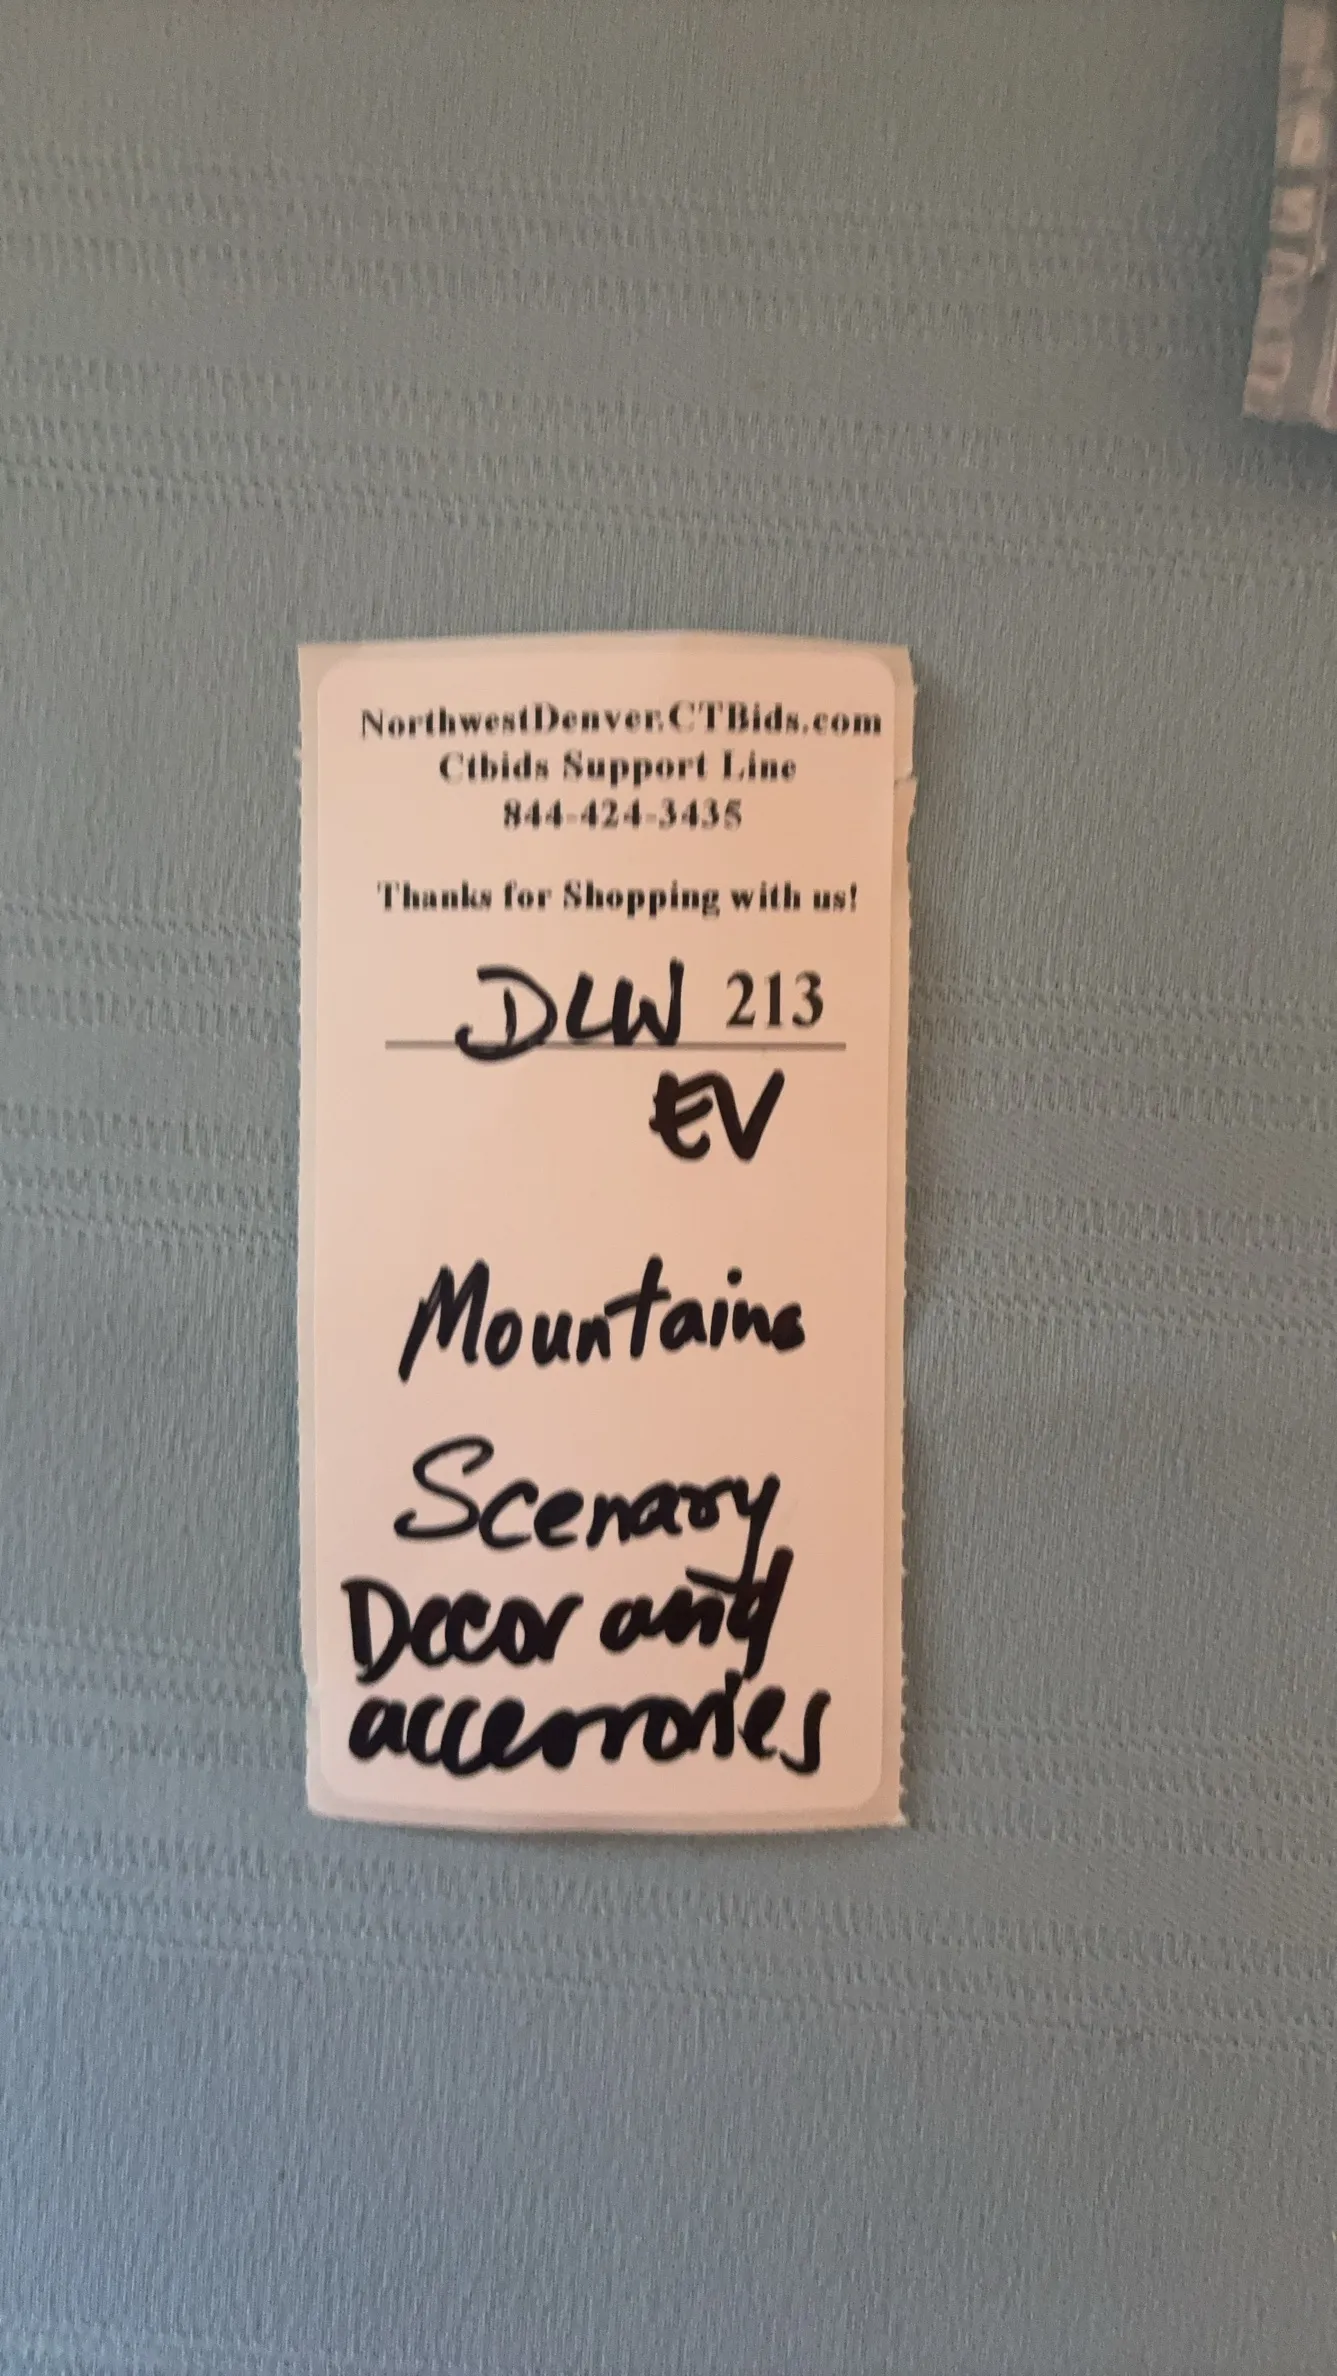 NorthwestDenver.CTBids.com
Ctbids Support Line
844-424-3435
Thanks for Shopping with us!
DLW 213
EV
Mountains
Scenary
Decor and
accessories